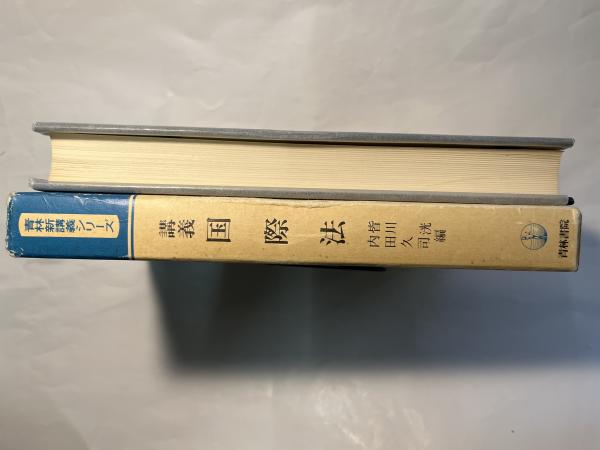 青林新講義シリーズ
講義 国際法
皆川洸
内田久司 編
青林書院